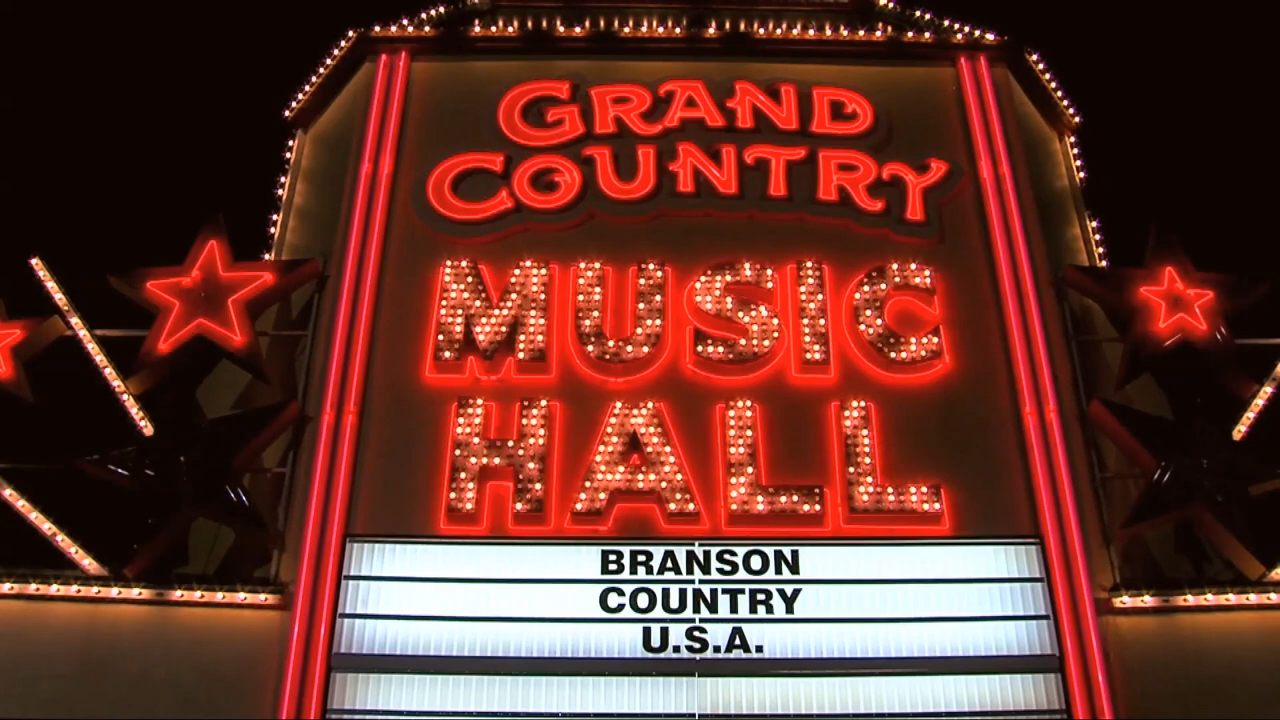 GRAND
COUNTRY
MUSIC
HALL
BRANSON
COUNTRY
U.S.A.